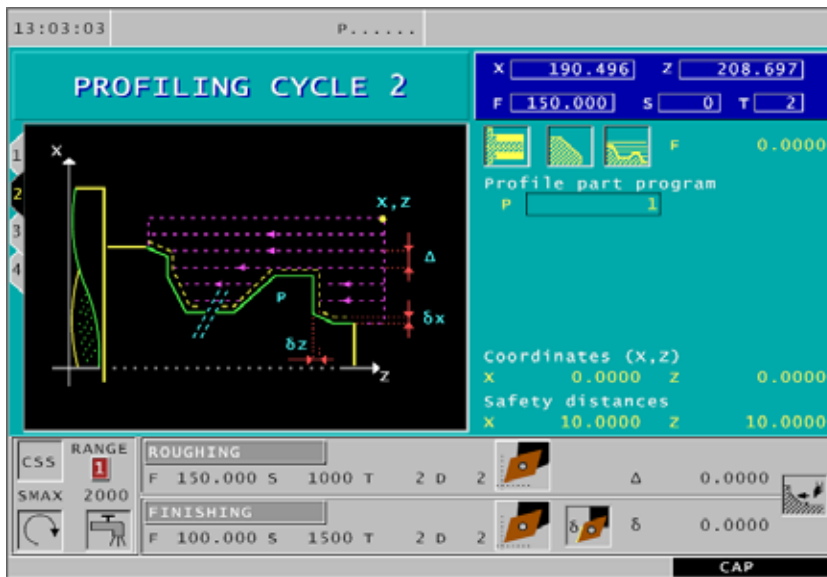 13:03:03 P......
PROFILING CYCLE 2
X 190.496 Z 208.697
F 150.000 S 0 T 2
1
2
3
4
X
X,Z
Δ
P
δx
δz
Z
F 0.0000
Profile part program
P 1
Coordinates (X,Z)
X 0.0000 Z 0.0000
Safety distances
X 10.0000 Z 10.0000
CSS RANGE
1
SMAX 2000
ROUGHING
F 150.000 S 1000 T 2 D 2 Δ 0.0000
FINISHING
F 100.000 S 1500 T 2 D 2 δ δ 0.0000
CAP